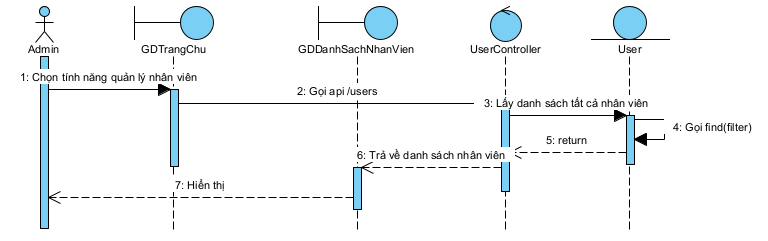 Admin
GDTrangChu
GDDanhSachNhanVien
UserController
User
1: Chọn tính năng quản lý nhân viên
2: Gọi api /users
3: Lấy danh sách tất cả nhân viên
4: Gọi find(filter)
5: return
6: Trả về danh sách nhân viên
7: Hiển thị